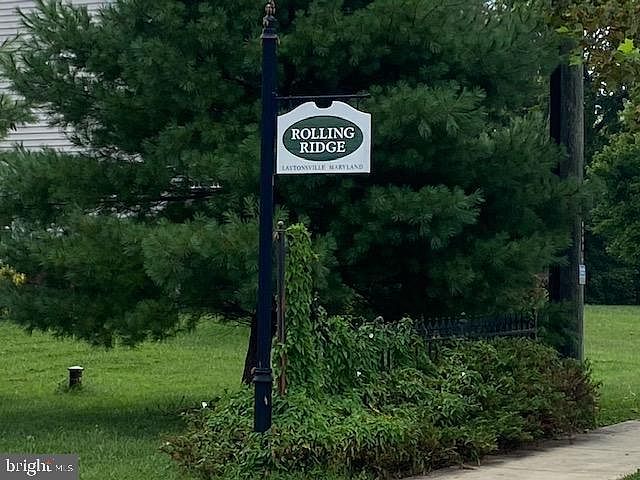 ROLLING
RIDGE
LAYTONSVILLE MARYLAND
bright MLS